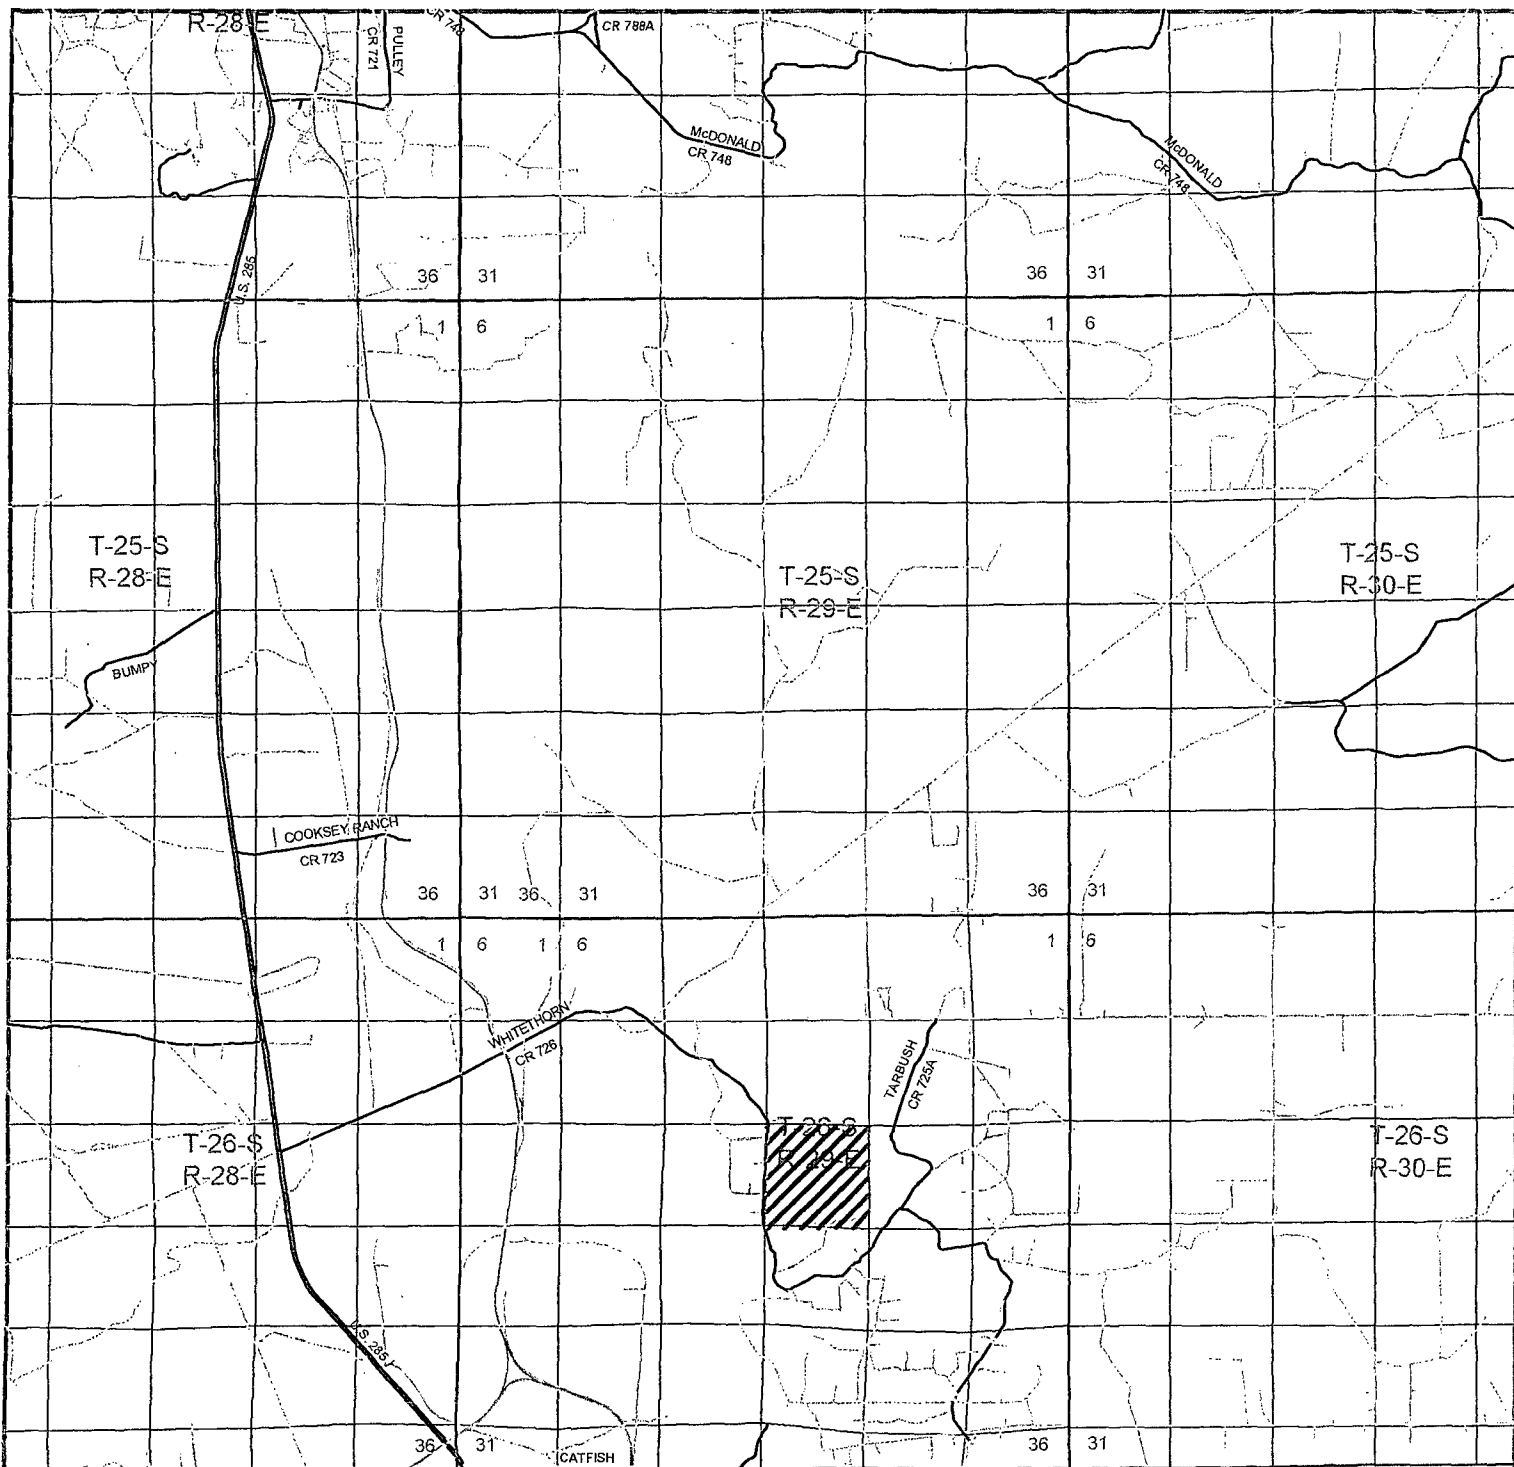 R-28-E
CR 721
PULLEY
CR 748
CR 788A
McDONALD
CR 748
McDONALD
CR 748
U.S. 285
36 31
36 31
1 6
1 6
T-25-S
R-28-E
T-25-S
R-29-E
T-25-S
R-30-E
BUMPY
COOKSEY RANCH
CR 723
36 31 36 31
36 31
1 6 1 6
1 6
WHITETHORN
CR 726
TARBUSH
CR 725A
T-26-S
R-28-E
T-26-S
R-29-E
T-26-S
R-30-E
U.S. 285
36 31
36 31
CATFISH